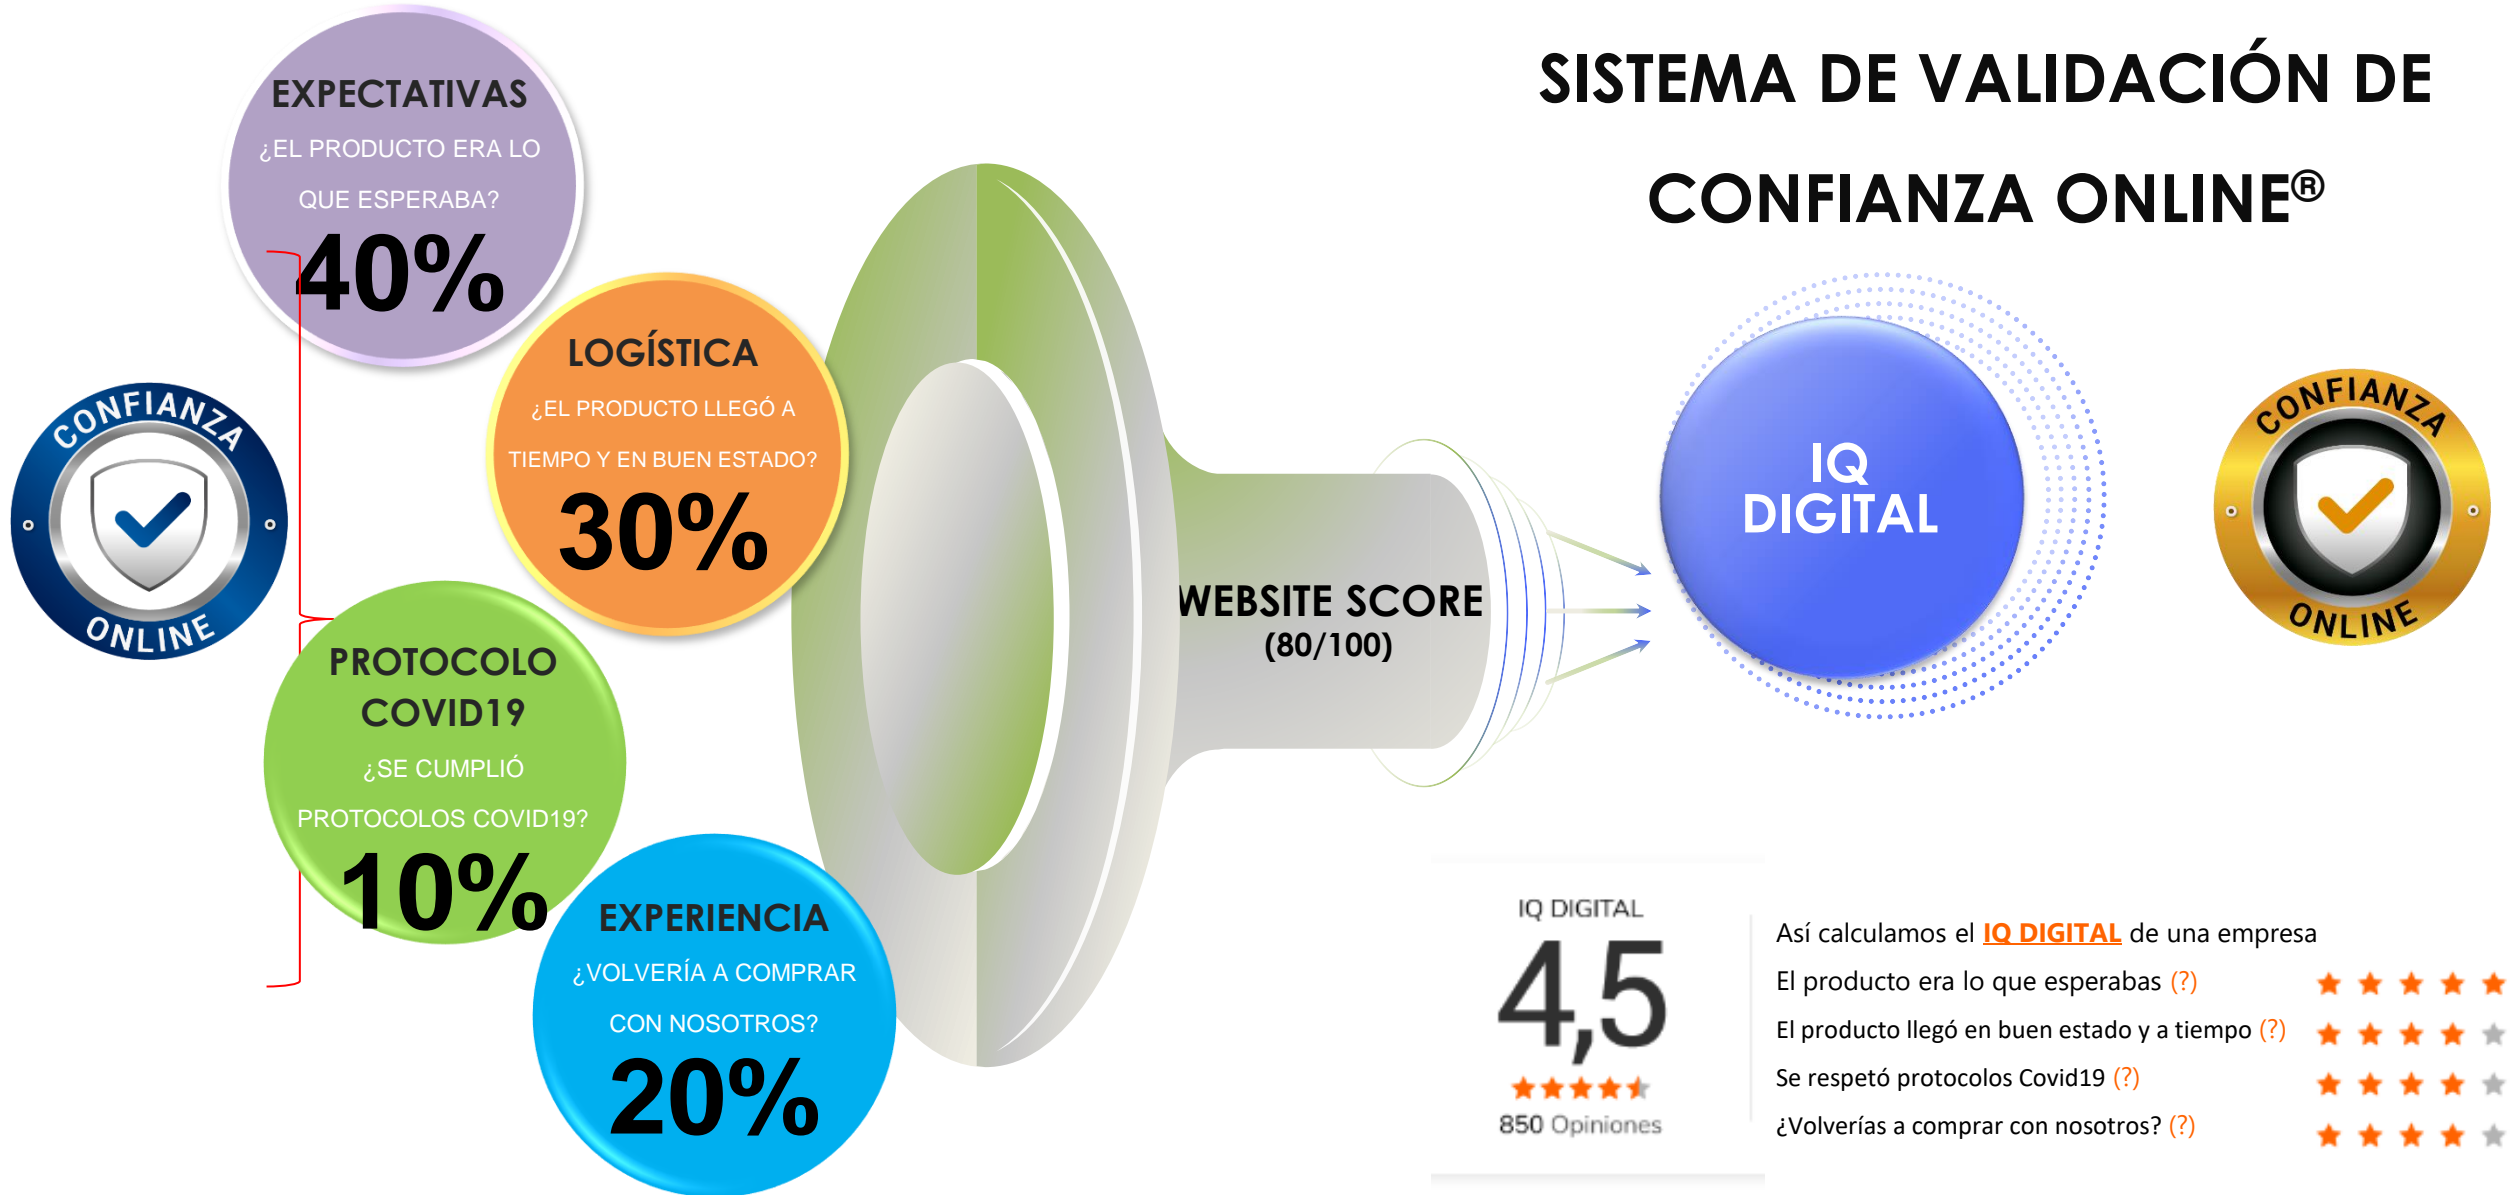 SISTEMA DE VALIDACIÓN DE
CONFIANZA ONLINE®
EXPECTATIVAS
¿EL PRODUCTO ERA LO
QUE ESPERABA?
40%
LOGÍSTICA
¿EL PRODUCTO LLEGÓ A
TIEMPO Y EN BUEN ESTADO?
30%
CONFIANZA
ONLINE
PROTOCOLO
COVID19
¿SE CUMPLIÓ
PROTOCOLOS COVID19?
10%
EXPERIENCIA
¿VOLVERÍA A COMPRAR
CON NOSOTROS?
20%
WEBSITE SCORE
(80/100)
IQ
DIGITAL
CONFIANZA
ONLINE
IQ DIGITAL
4,5
850 Opiniones
Así calculamos el IQ DIGITAL de una empresa
El producto era lo que esperabas (?)
El producto llegó en buen estado y a tiempo (?)
Se respetó protocolos Covid19 (?)
¿Volverías a comprar con nosotros? (?)